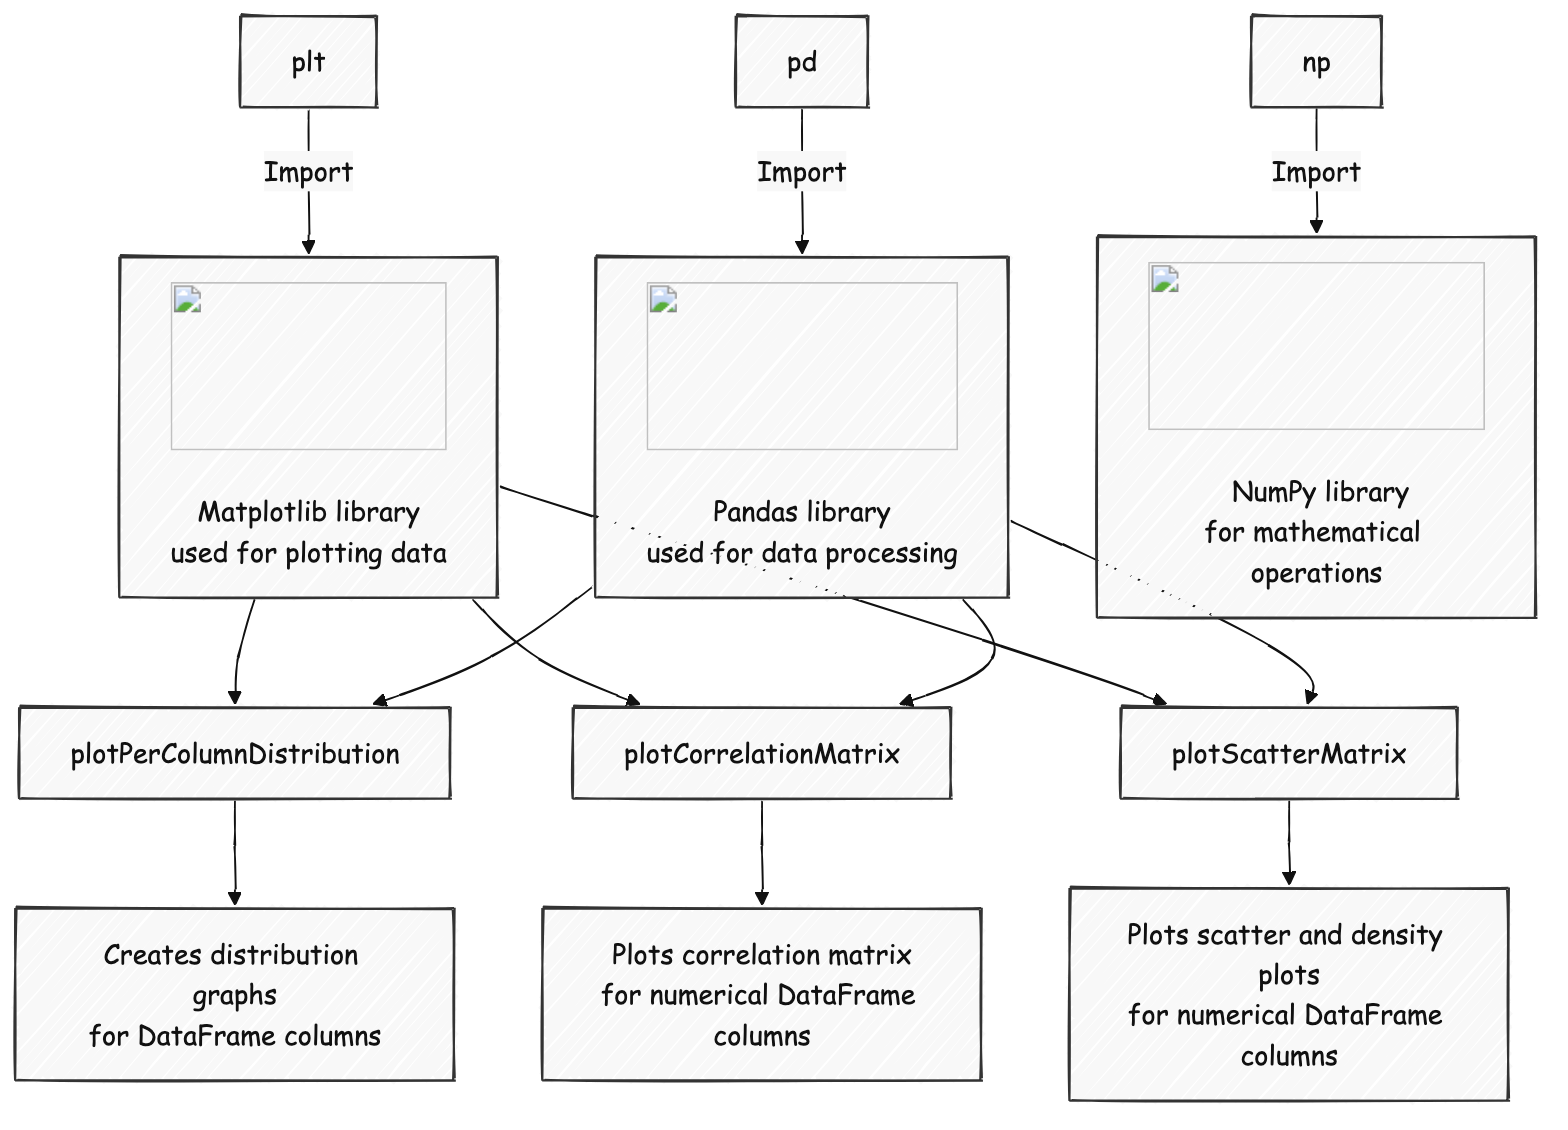 plt
pd
np
Import
Import
Import
Matplotlib library
used for plotting data
Pandas library
used for data processing
NumPy library
for mathematical
operations
plotPerColumnDistribution
plotCorrelationMatrix
plotScatterMatrix
Creates distribution
graphs
for DataFrame columns
Plots correlation matrix
for numerical DataFrame
columns
Plots scatter and density
plots
for numerical DataFrame
columns